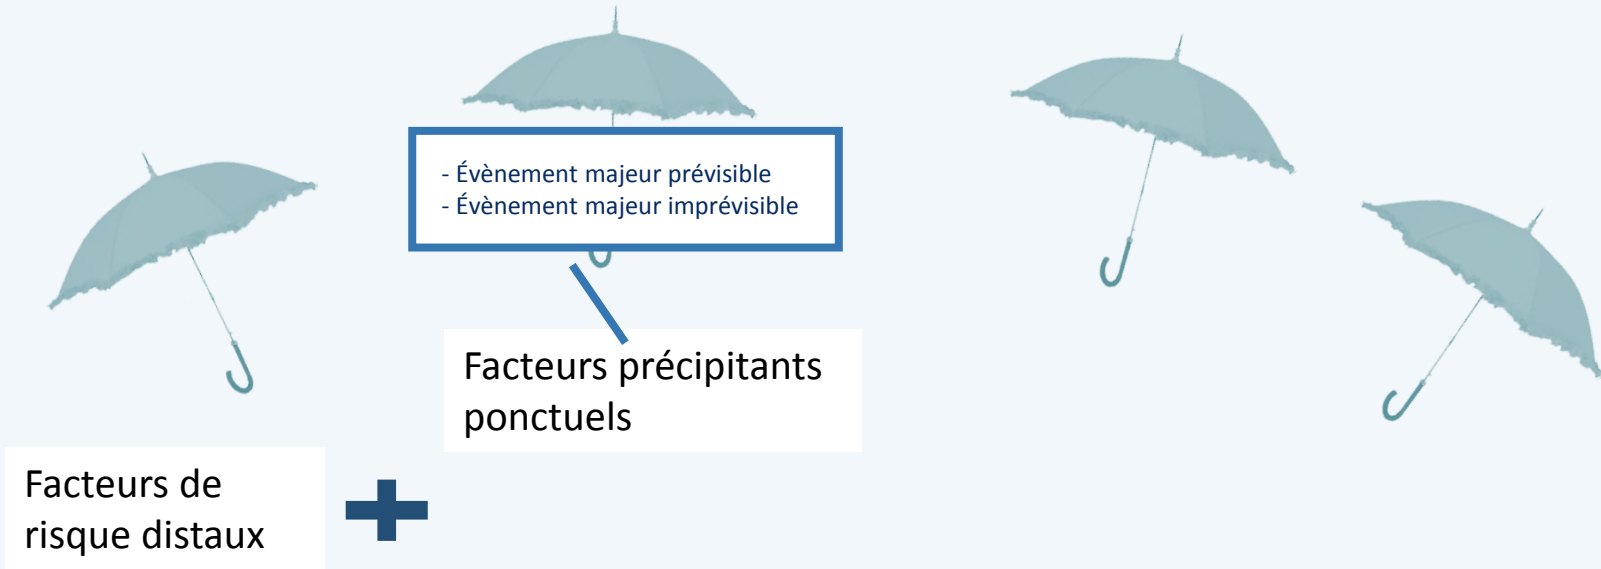 - Évènement majeur prévisible
- Évènement majeur imprévisible
Facteurs précipitants
ponctuels
Facteurs de
risque distaux